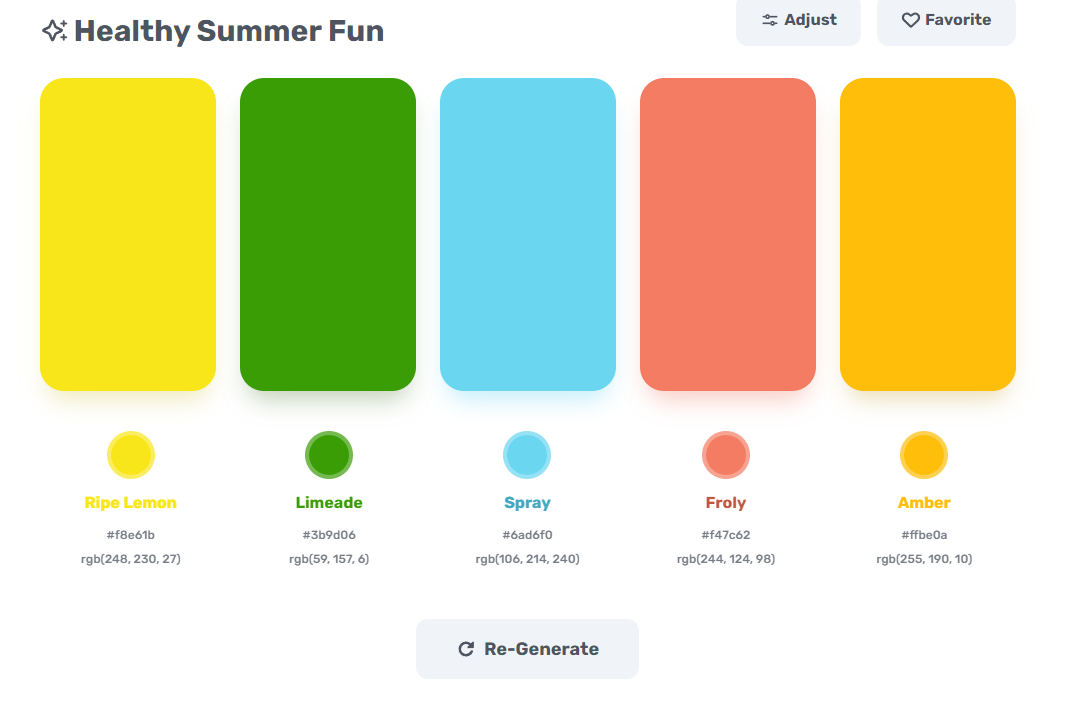 Healthy Summer Fun
Adjust
Favorite
Ripe Lemon
Limeade
Spray
Froly
Amber
#f8e61b
#3b9d06
#6ad6f0
#f47c62
#ffbe0a
rgb(248, 230, 27)
rgb(59, 157, 6)
rgb(106, 214, 240)
rgb(244, 124, 98)
rgb(255, 190, 10)
Re-Generate